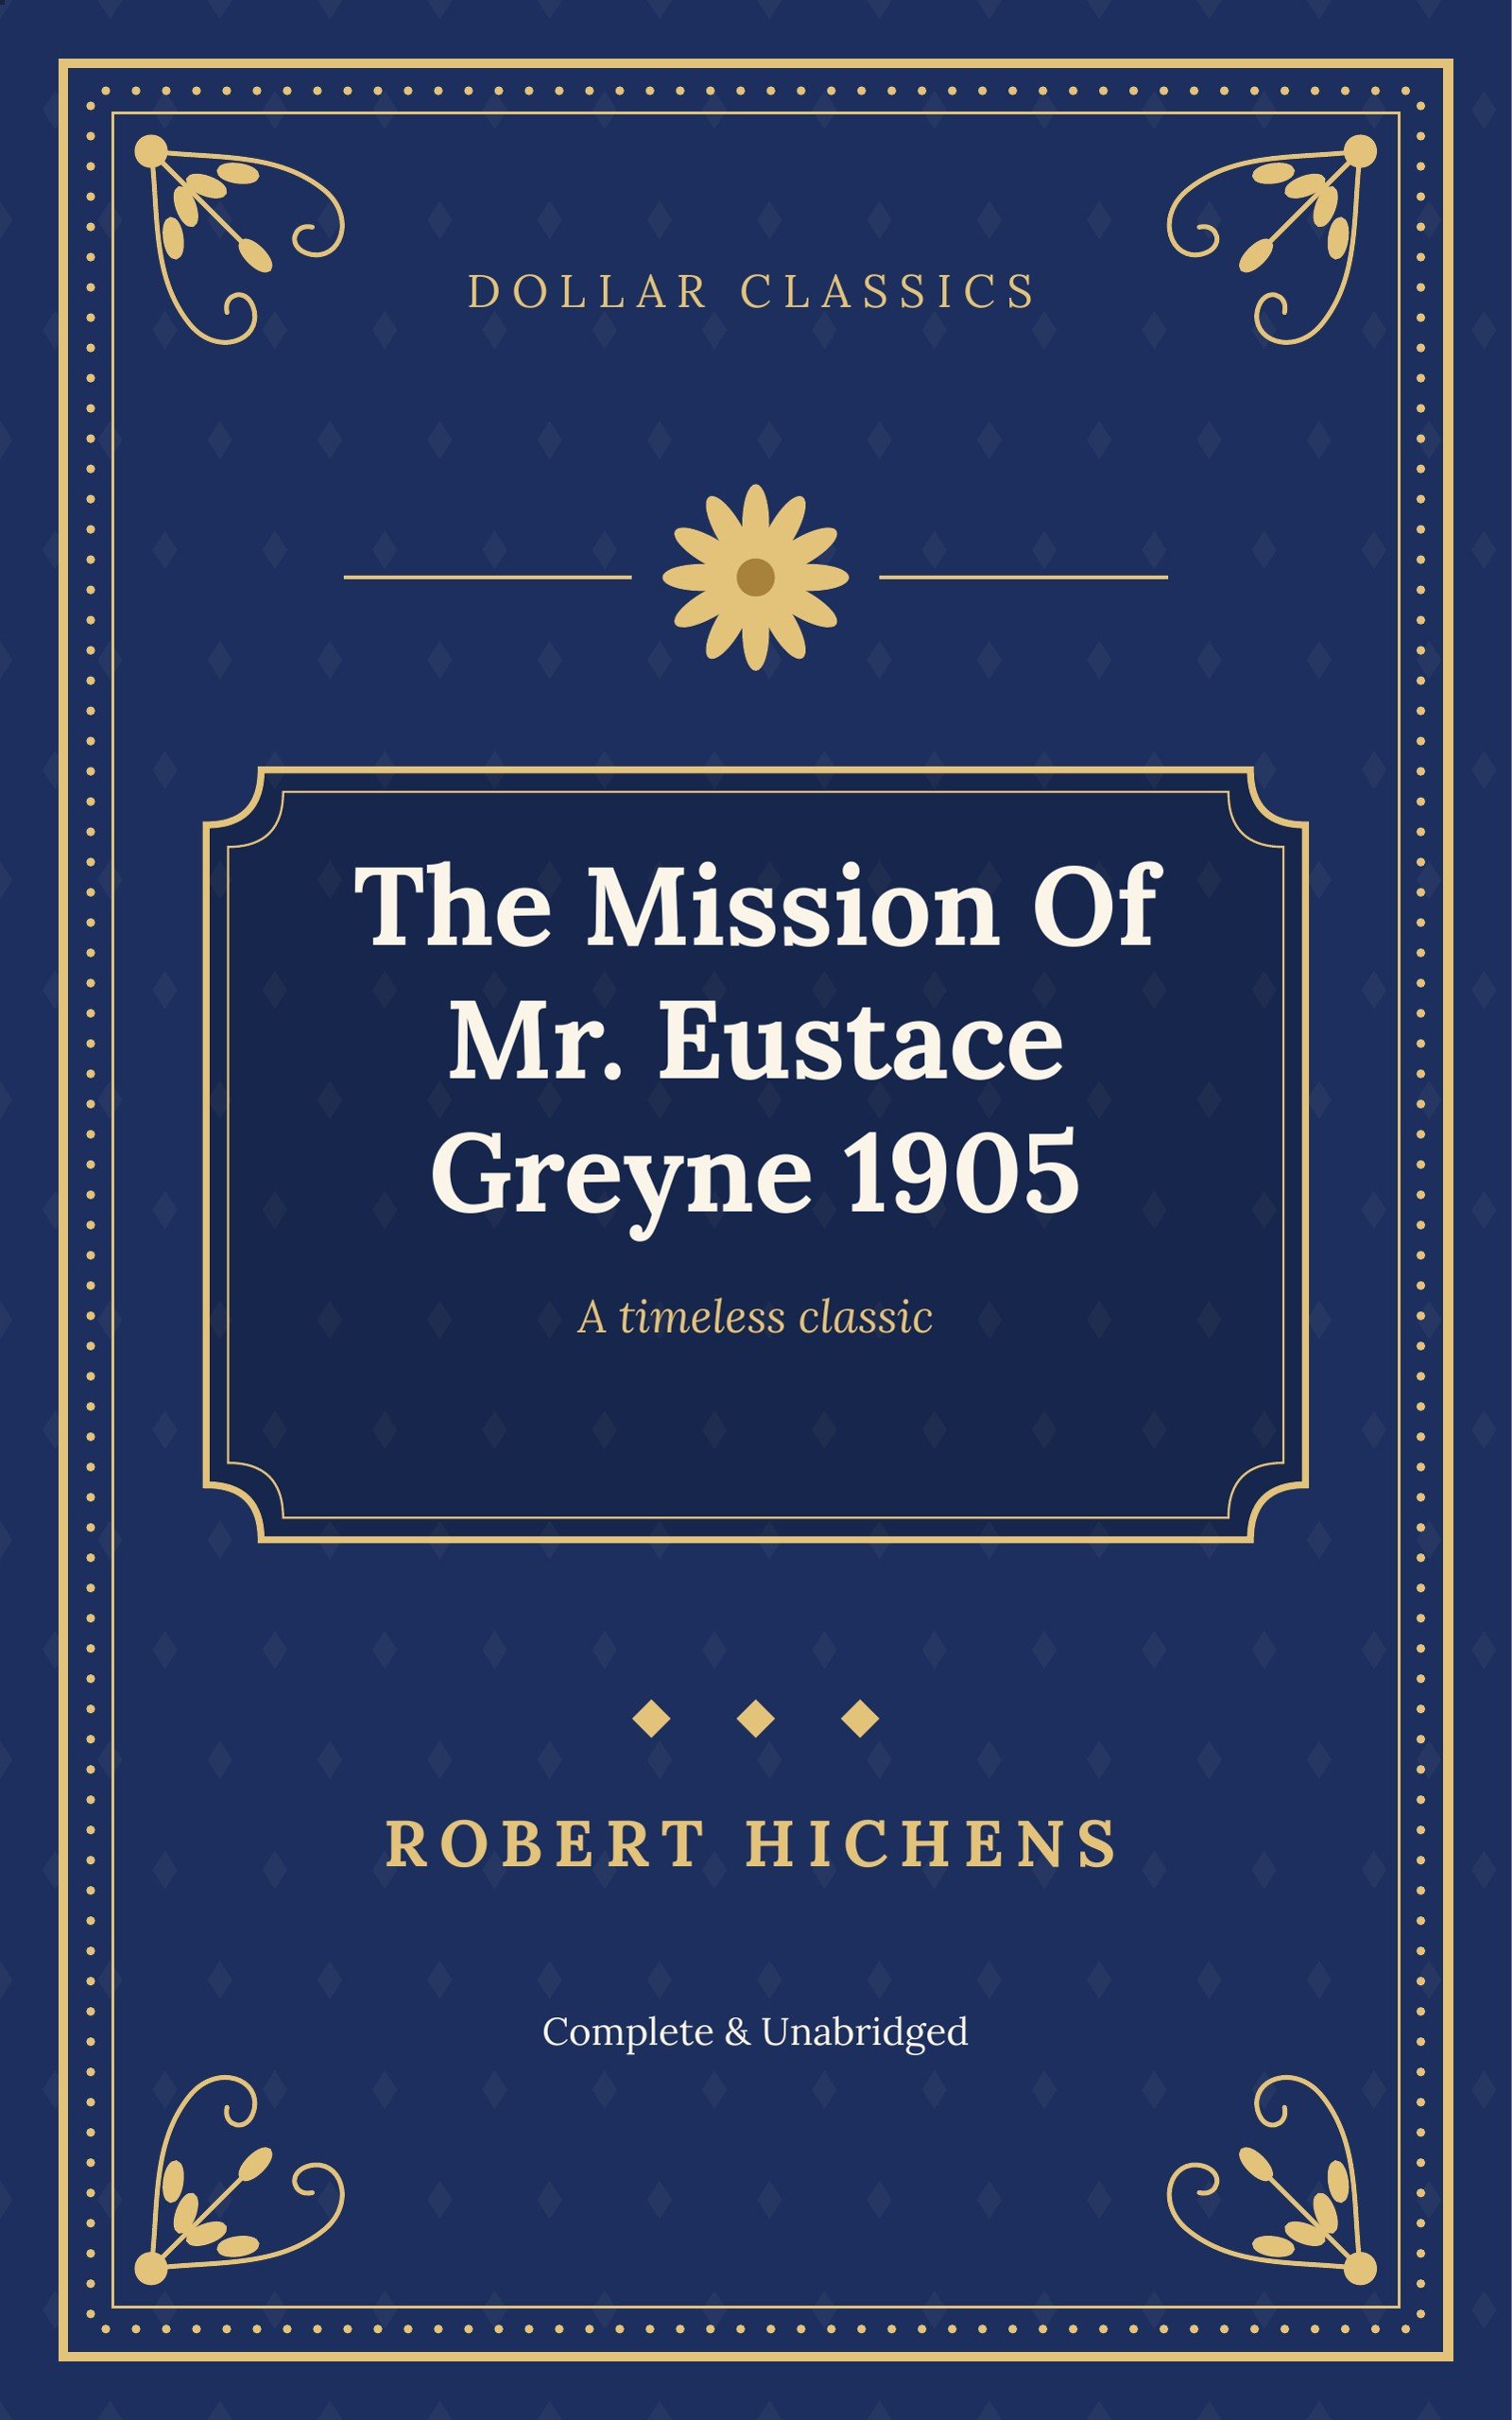 DOLLAR CLASSICS
The Mission Of
Mr. Eustace
Greyne 1905
A timeless classic
ROBERT HICHENS
Complete & Unabridged